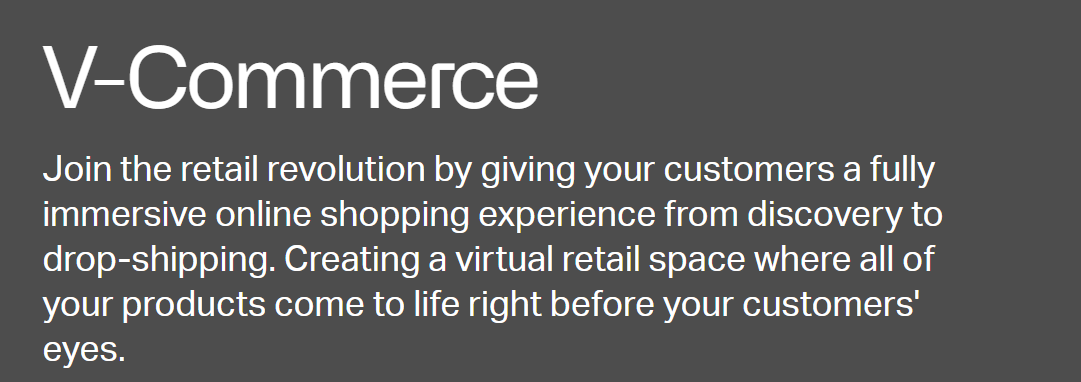 V-Commerce
Join the retail revolution by giving your customers a fully
immersive online shopping experience from discovery to
drop-shipping. Creating a virtual retail space where all of
your products come to life right before your customers'
eyes.